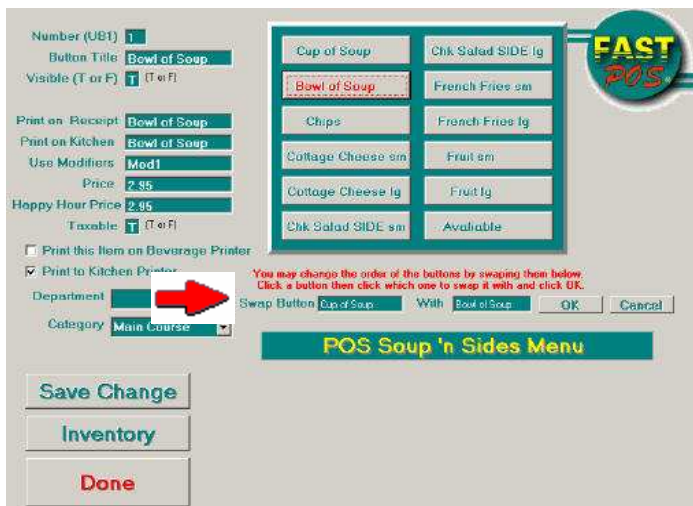 Number (UB1) 1
Button Title Bowl of Soup
Visible (T or F) T (T or F)
Print on Receipt Bowl of Soup
Print on Kitchen Bowl of Soup
Use Modifiers Mod1
Price 2.95
Happy Hour Price 2.95
Taxable T (T or F)
Print this Item on Beverage Printer
Print to Kitchen Printer
Department
Category Main Course
Save Change
Inventory
Done
Cup of Soup
Chk Salad SIDE lg
Bowl of Soup
French Fries sm
Chips
French Fries lg
Cottage Cheese sm
Fruit sm
Cottage Cheese lg
Fruit lg
Chk Salad SIDE sm
Avaliable
FAST
POS
You may change the order of the buttons by swaping them below.
Click a button then click which one to swap it with and click OK.
Swap Button Cup of Soup With Bowl of Soup OK Cancel
POS Soup 'n Sides Menu